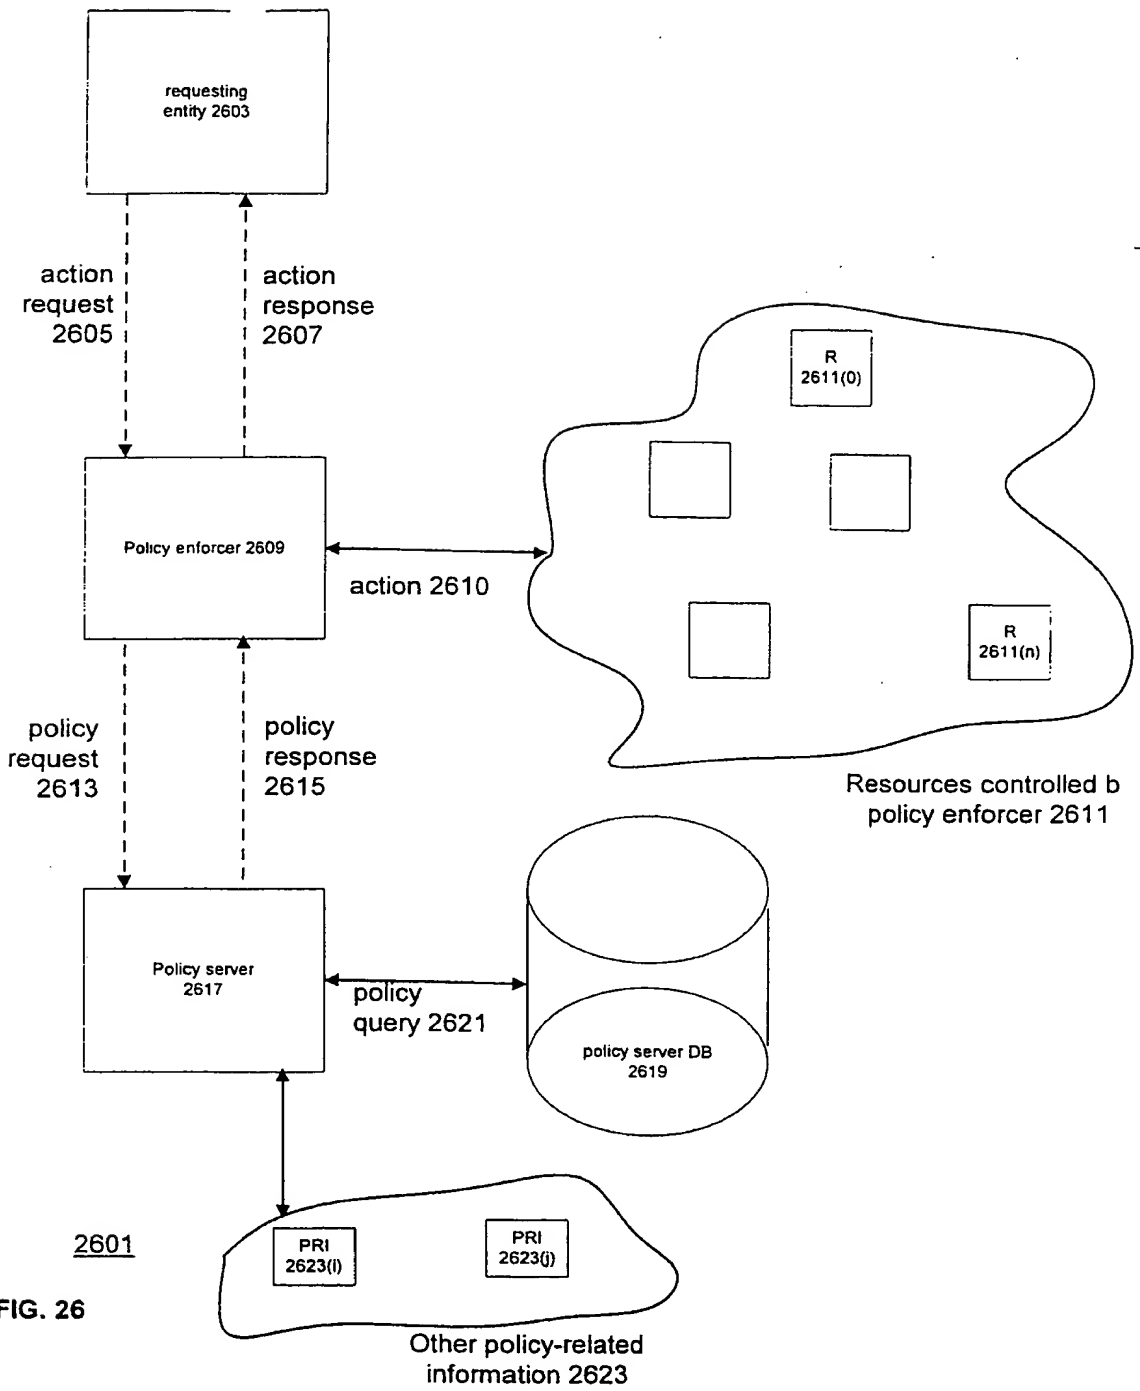 requesting
entity 2603
action
request
2605
action
response
2607
R
2611(0)
Policy enforcer 2609
action 2610
R
2611(n)
policy
request
2613
policy
response
2615
Resources controlled b
policy enforcer 2611
Policy server
2617
policy
query 2621
policy server DB
2619
2601
PRI
2623(i)
PRI
2623(j)
FIG. 26
Other policy-related
information 2623